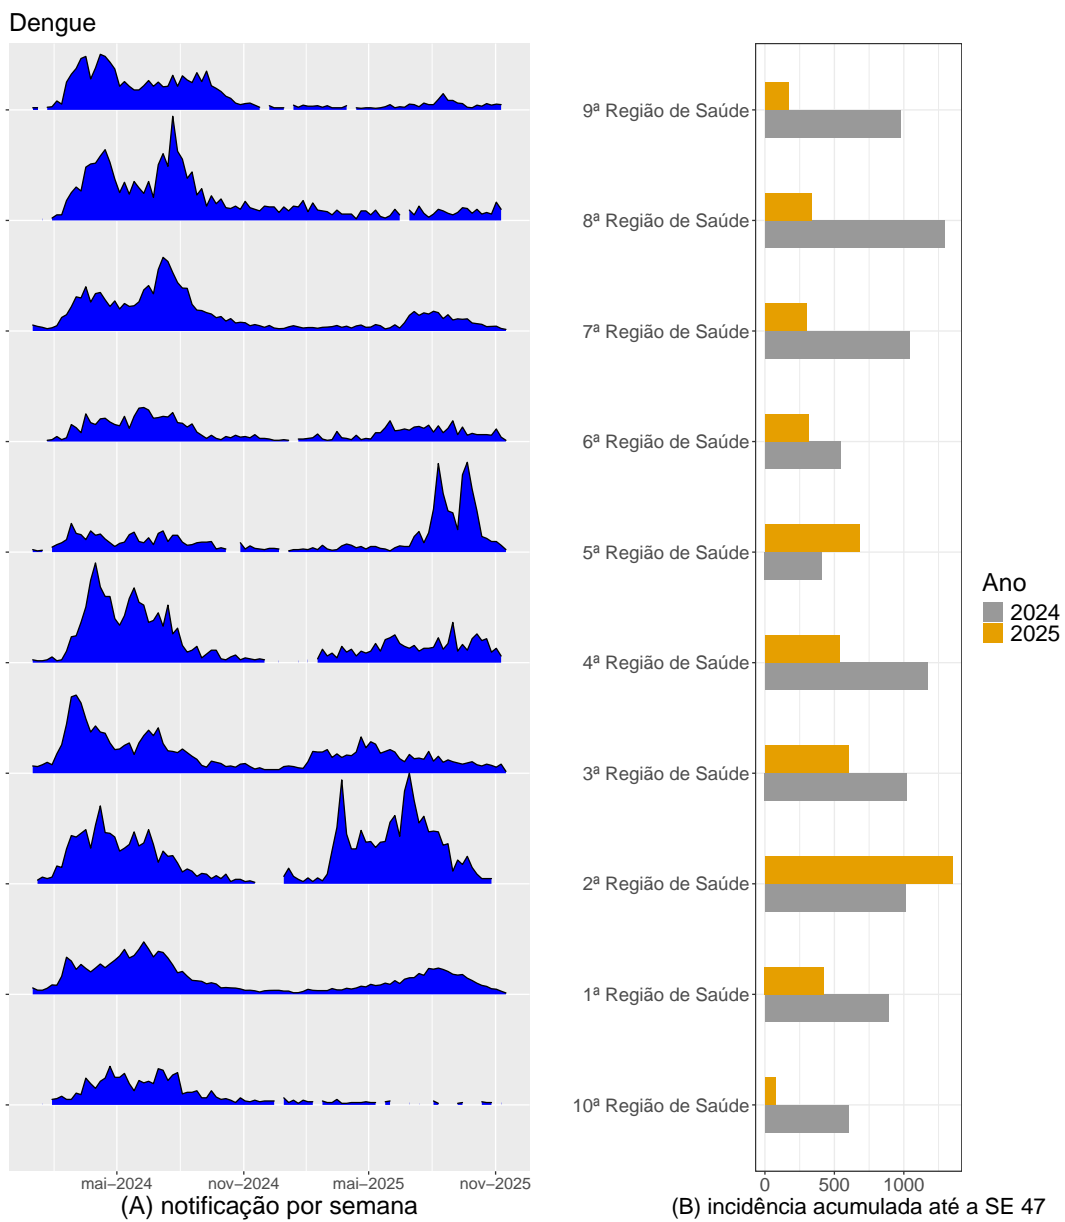 Dengue
9ª Região de Saúde
8ª Região de Saúde
7ª Região de Saúde
6ª Região de Saúde
5ª Região de Saúde
4ª Região de Saúde
3ª Região de Saúde
2ª Região de Saúde
1ª Região de Saúde
10ª Região de Saúde
mai–2024 nov–2024 mai–2025 nov–2025
(A) notificação por semana
0 500 1000
(B) incidência acumulada até a SE 47
Ano
2024
2025